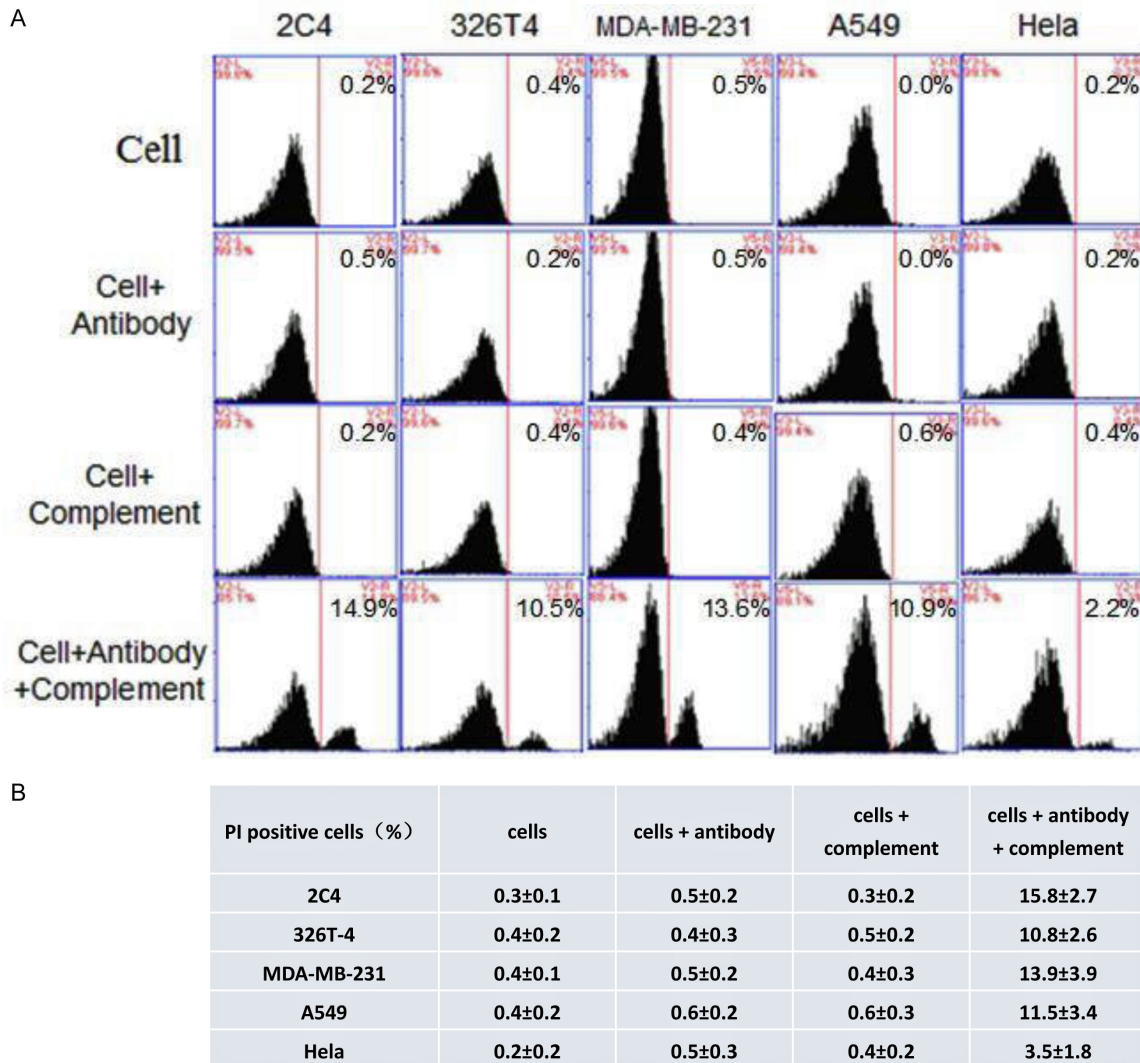 A
2C4 326T4 MDA-MB-231 A549 Hela
Cell
0.2% 0.4% 0.5% 0.0% 0.2%
Cell+
Antibody
0.5% 0.2% 0.5% 0.0% 0.2%
Cell+
Complement
0.2% 0.4% 0.4% 0.6% 0.4%
Cell+Antibody
+Complement
14.9% 10.5% 13.6% 10.9% 2.2%
B
PI positive cells（%） cells cells + antibody cells +
complement cells + antibody
+ complement
2C4 0.3±0.1 0.5±0.2 0.3±0.2 15.8±2.7
326T-4 0.4±0.2 0.4±0.3 0.5±0.2 10.8±2.6
MDA-MB-231 0.4±0.1 0.5±0.2 0.4±0.3 13.9±3.9
A549 0.4±0.2 0.6±0.2 0.6±0.3 11.5±3.4
Hela 0.2±0.2 0.5±0.3 0.4±0.2 3.5±1.8